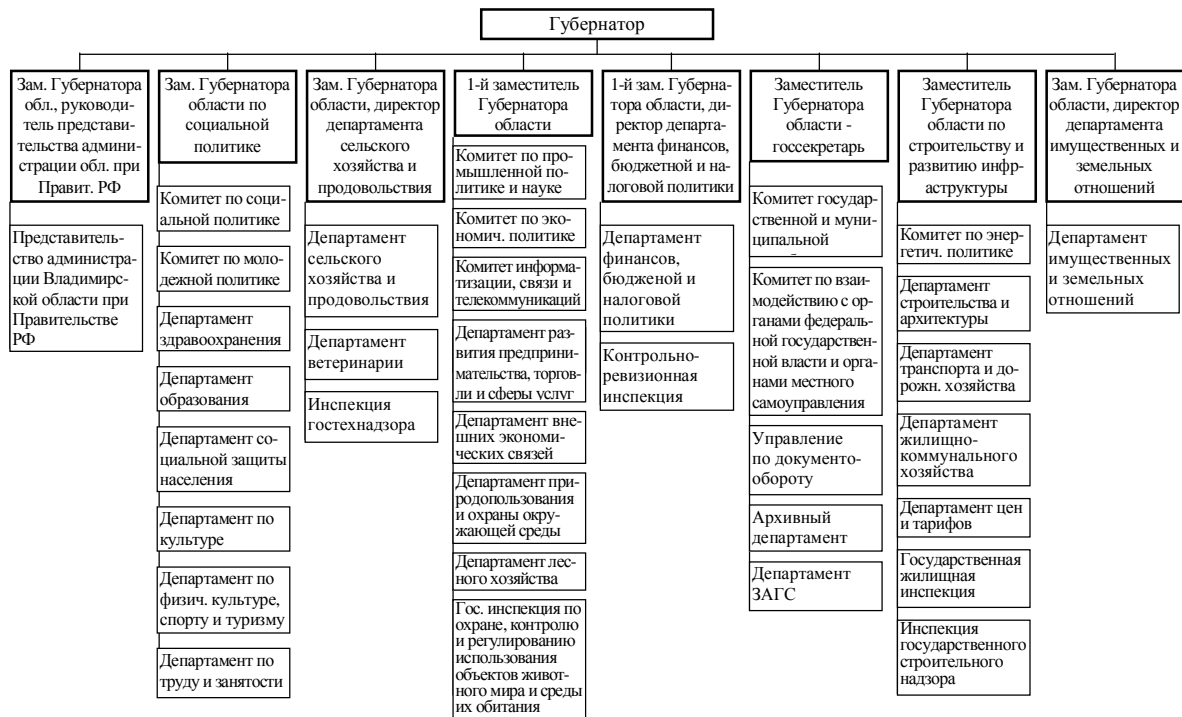 Губернатор
Зам. Губернатора
обл., руководи-
тель представи-
тельства админи-
страции обл. при
Правит. РФ
Представитель-
ство администра-
ции Владимирс-
кой области при
Правительстве
РФ
Зам. Губернатора
области по
социальной
политике
Комитет по соци-
альной политике
Комитет по моло-
дежной политике
Департамент
здравоохранения
Департамент
образования
Департамент со-
циальной защиты
населения
Департамент по
культуре
Департамент по
физич. культуре,
спорту и туризму
Департамент по
труду и занятости
Зам. Губернатора
области, директор
департамента
сельского
хозяйства и
продовольствия
Департамент
сельского
хозяйства и
продовольствия
Департамент
ветеринарии
Инспекция
гостехнадзора
1-й заместитель
Губернатора
области
Комитет по про-
мышленной по-
литике и науке
Комитет по эко-
номич. политике
Комитет информа-
тизации, связи и
телекоммуникаций
Департамент раз-
вития предприни-
мательства, торгов-
ли и сферы услуг
Департамент вне-
шних экономи-
ческих связей
Департамент при-
родопользования
и охраны окру-
жающей среды
Департамент лес-
ного хозяйства
Гос. инспекция по
охране, контролю
и регулированию
использования
объектов живот-
ного мира и среды
их обитания
1-й зам. Губерна-
тора области, ди-
ректор департа-
мента финансов,
бюджетной и на-
логовой политики
Департамент
финансов,
бюдженой и
налоговой
политики
Контрольно-
ревизионная
инспекция
Заместитель
Губернатора
области -
госсекретарь
Комитет государ-
ственной и муни-
ципальной
Комитет по взаи-
модействию с ор-
ганами федераль-
ной государствен-
ной власти и орга-
нами местного
самоуправления
Управление
по документо-
обороту
Архивный
департамент
Департамент
ЗАГС
Заместитель
Губернатора
области по
строительству и
развитию инфр-
аструктуры
Комитет по энер-
гетич. политике
Департамент
строительства и
архитектуры
Департамент
транспорта и до-
рожн. хозяйства
Департамент
жилищно-
коммунального
хозяйства
Департамент цен
и тарифов
Государственная
жилищная
инспекция
Инспекция
государственного
строительного
надзора
Зам. Губернатора
области, директор
департамента
имущественных и
земельных
отношений
Департамент
имущественных
и земельных
отношений